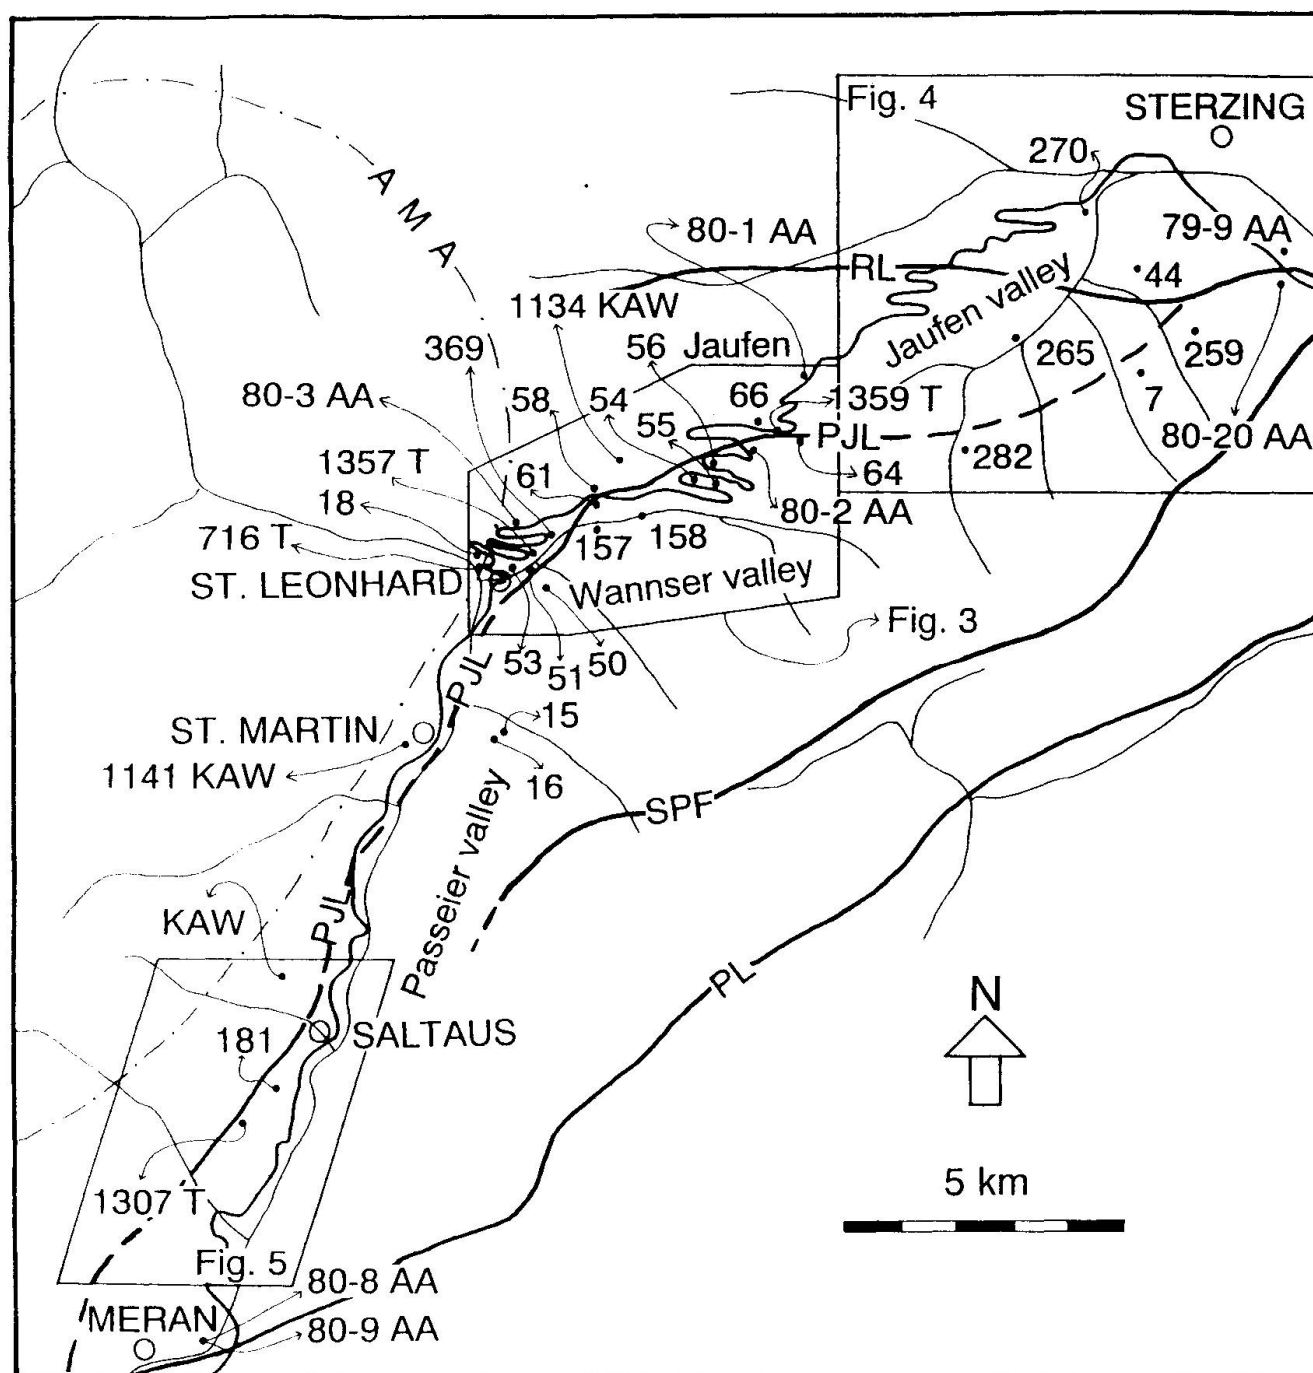 Fig. 4
STERZING
270
AMA
80-1 AA
79-9 AA
RL
44
1134 KAW
Jaufen valley
369
56
Jaufen
265
259
80-3 AA
58
54
66
1359 T
7
55
PJL
80-20 AA
1357 T
61
64
282
18
80-2 AA
716 T
157
158
ST. LEONHARD
Wannser valley
Fig. 3
53
51
50
PJL
15
ST. MARTIN
1141 KAW
16
SPF
Passeier valley
KAW
PJL
PL
N
181
SALTAUS
1307 T
5 km
Fig. 5
80-8 AA
MERAN
80-9 AA